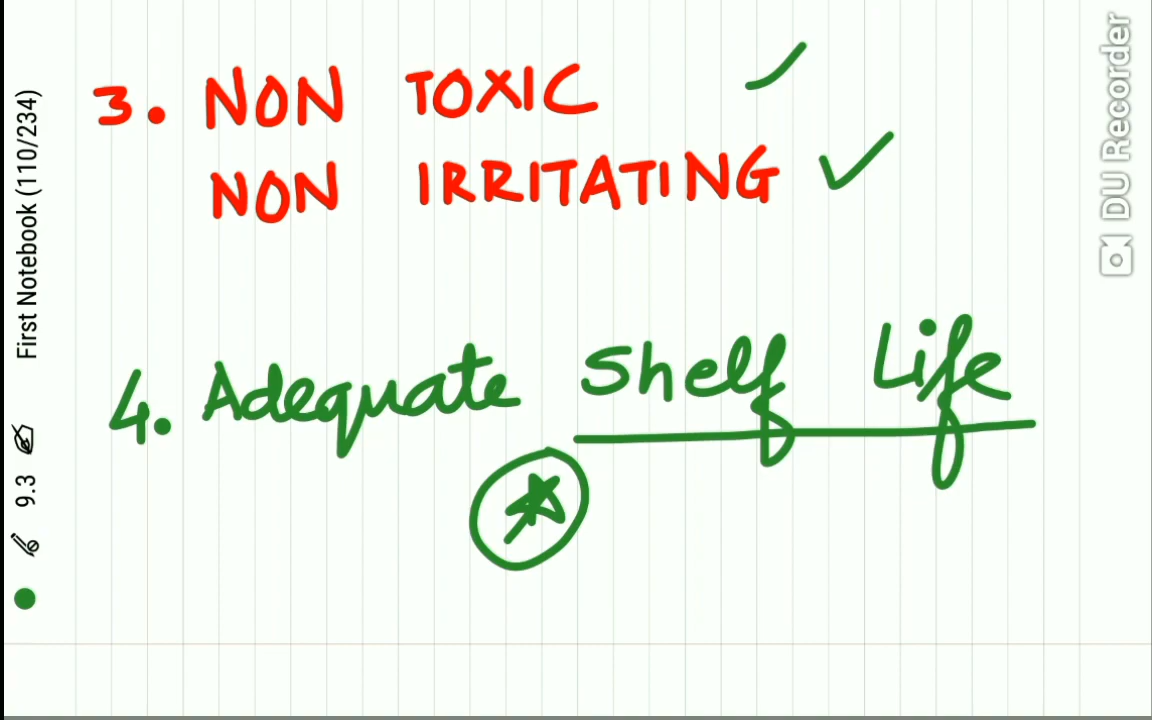 3. NON TOXIC
NON IRRITATING
4. Adequate Shelf Life
First Notebook (110/234)
9.3
DU Recorder